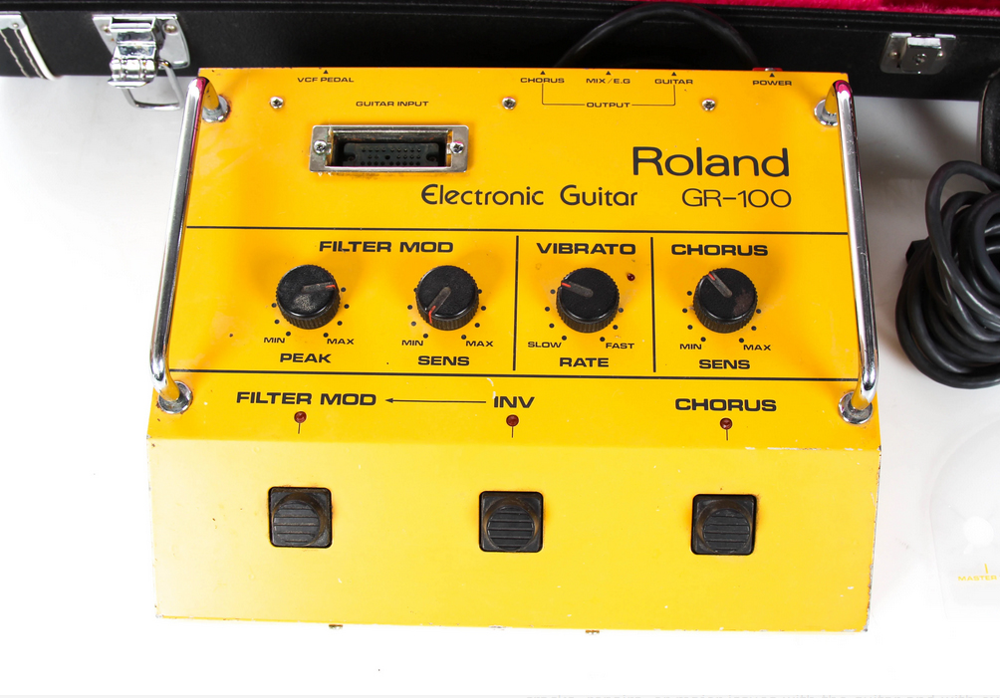 VCF PEDAL
CHORUS MIX/E.G GUITAR POWER
OUTPUT
GUITAR INPUT
Roland
Electronic Guitar GR-100
FILTER MOD VIBRATO CHORUS
MIN MAX MIN MAX SLOW FAST MIN MAX
PEAK SENS RATE SENS
FILTER MOD INV CHORUS
MASTER